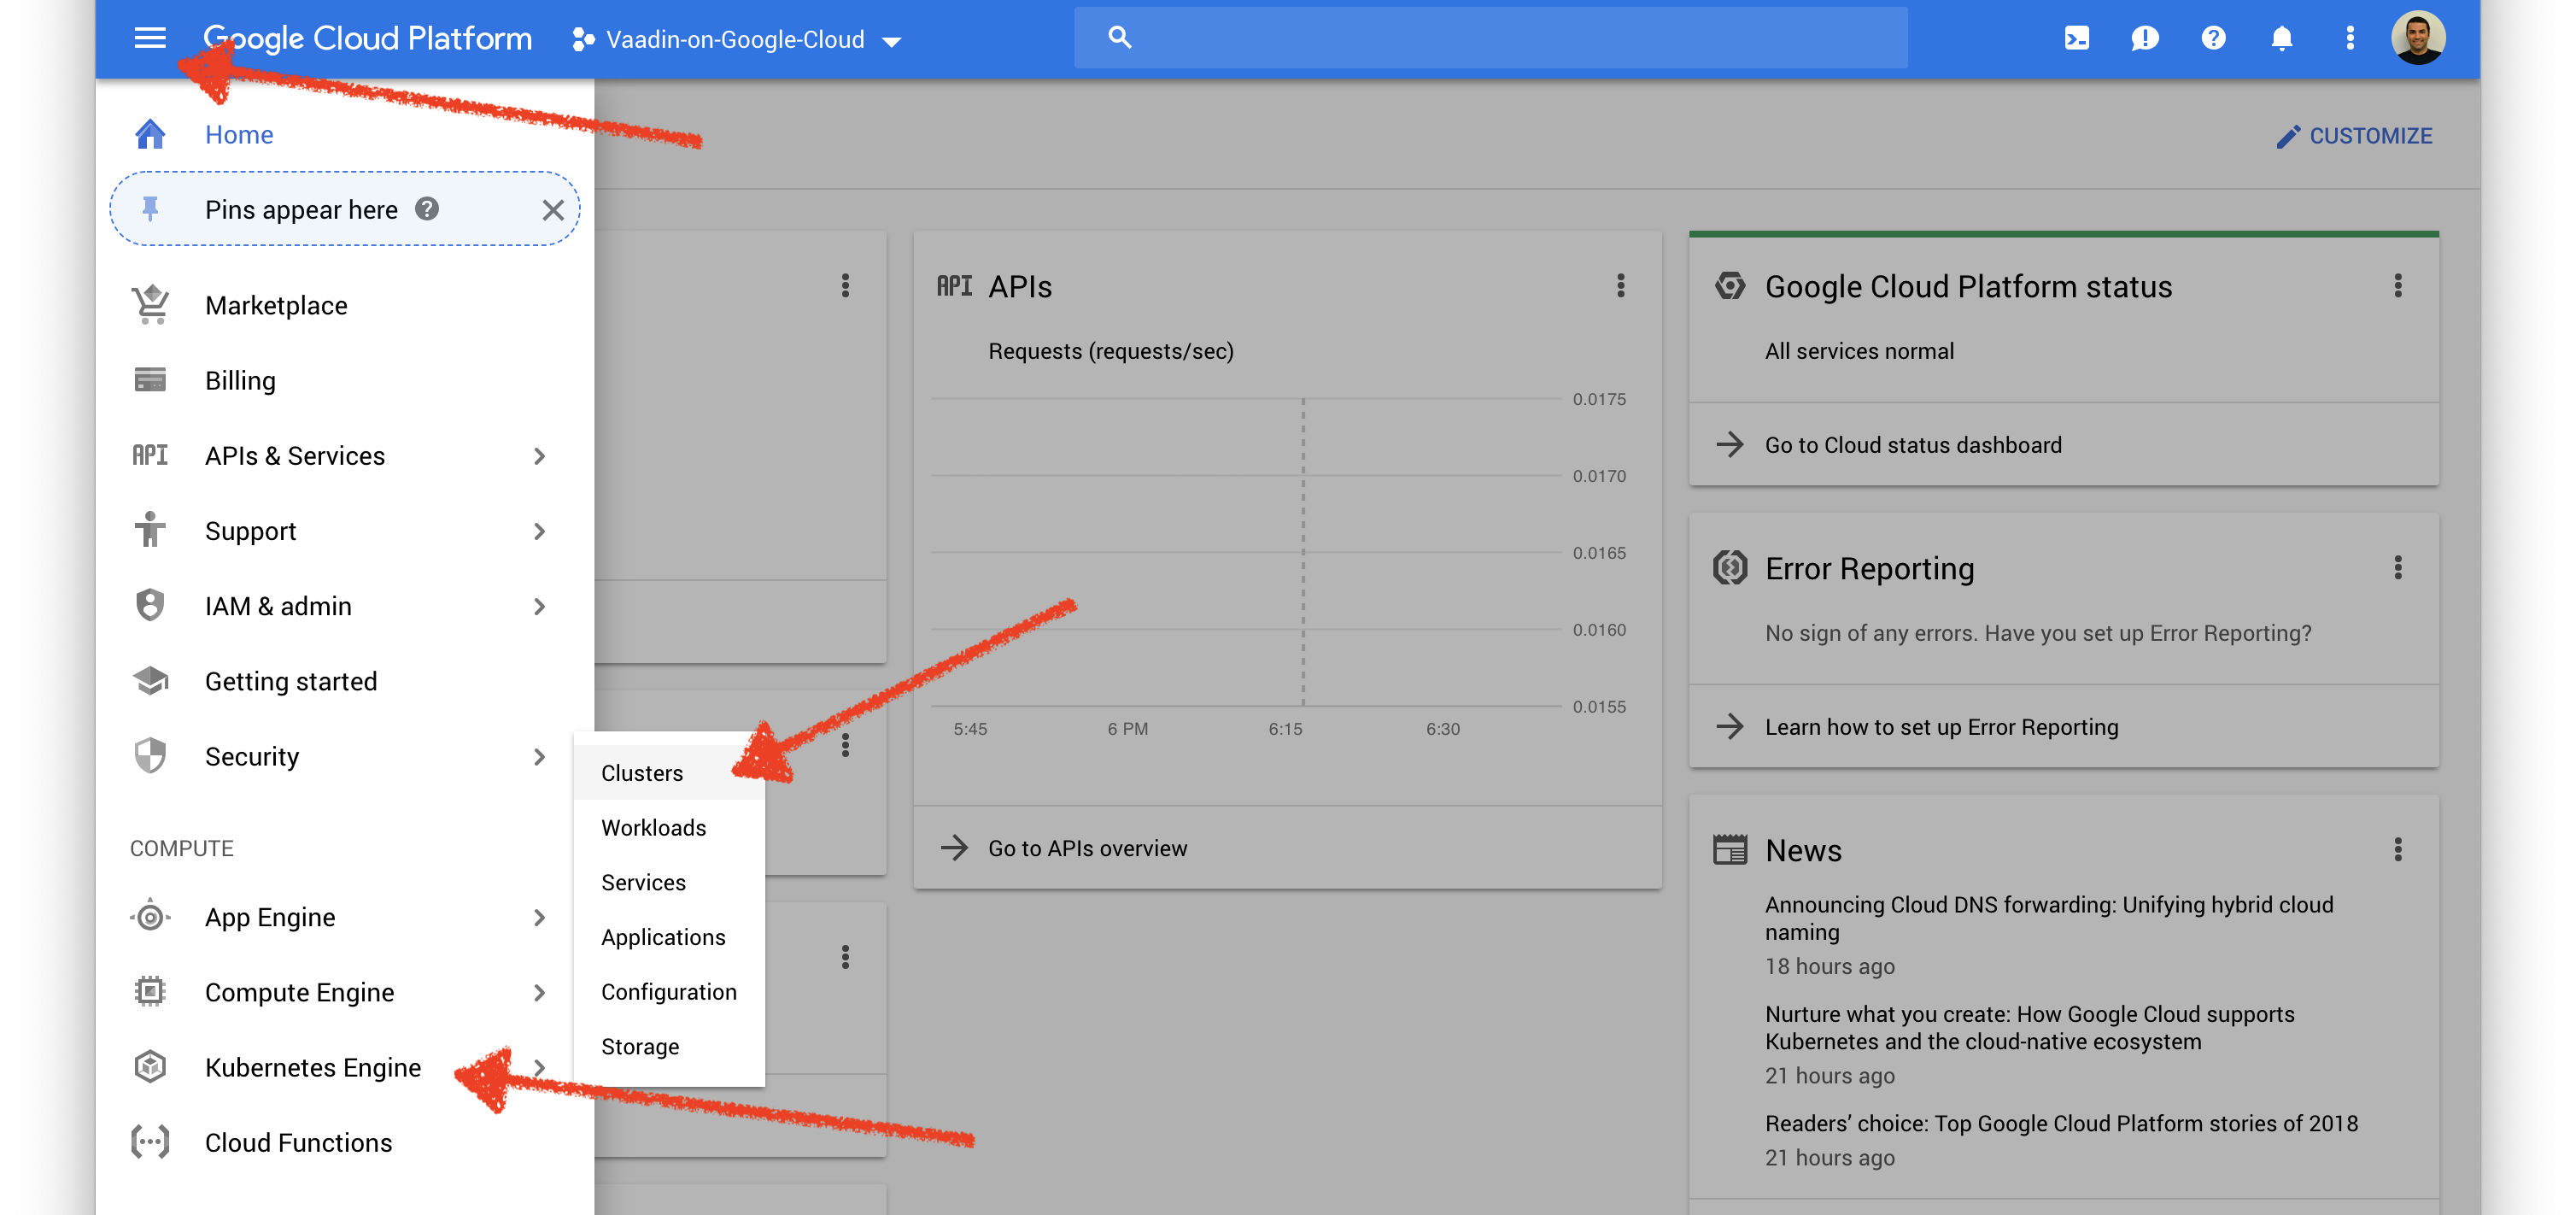 Google Cloud Platform
Vaadin-on-Google-Cloud
Home
Pins appear here
Marketplace
Billing
API APIs & Services
Support
IAM & admin
Getting started
Security
COMPUTE
App Engine
Compute Engine
Kubernetes Engine
Cloud Functions
Clusters
Workloads
Services
Applications
Configuration
Storage
CUSTOMIZE
API APIs
Requests (requests/sec)
0.0175
0.0170
0.0165
0.0160
0.0155
5:45 6 PM 6:15 6:30
Go to APIs overview
Google Cloud Platform status
All services normal
Go to Cloud status dashboard
Error Reporting
No sign of any errors. Have you set up Error Reporting?
Learn how to set up Error Reporting
News
Announcing Cloud DNS forwarding: Unifying hybrid cloud
naming
18 hours ago
Nurture what you create: How Google Cloud supports
Kubernetes and the cloud-native ecosystem
21 hours ago
Readers’ choice: Top Google Cloud Platform stories of 2018
21 hours ago